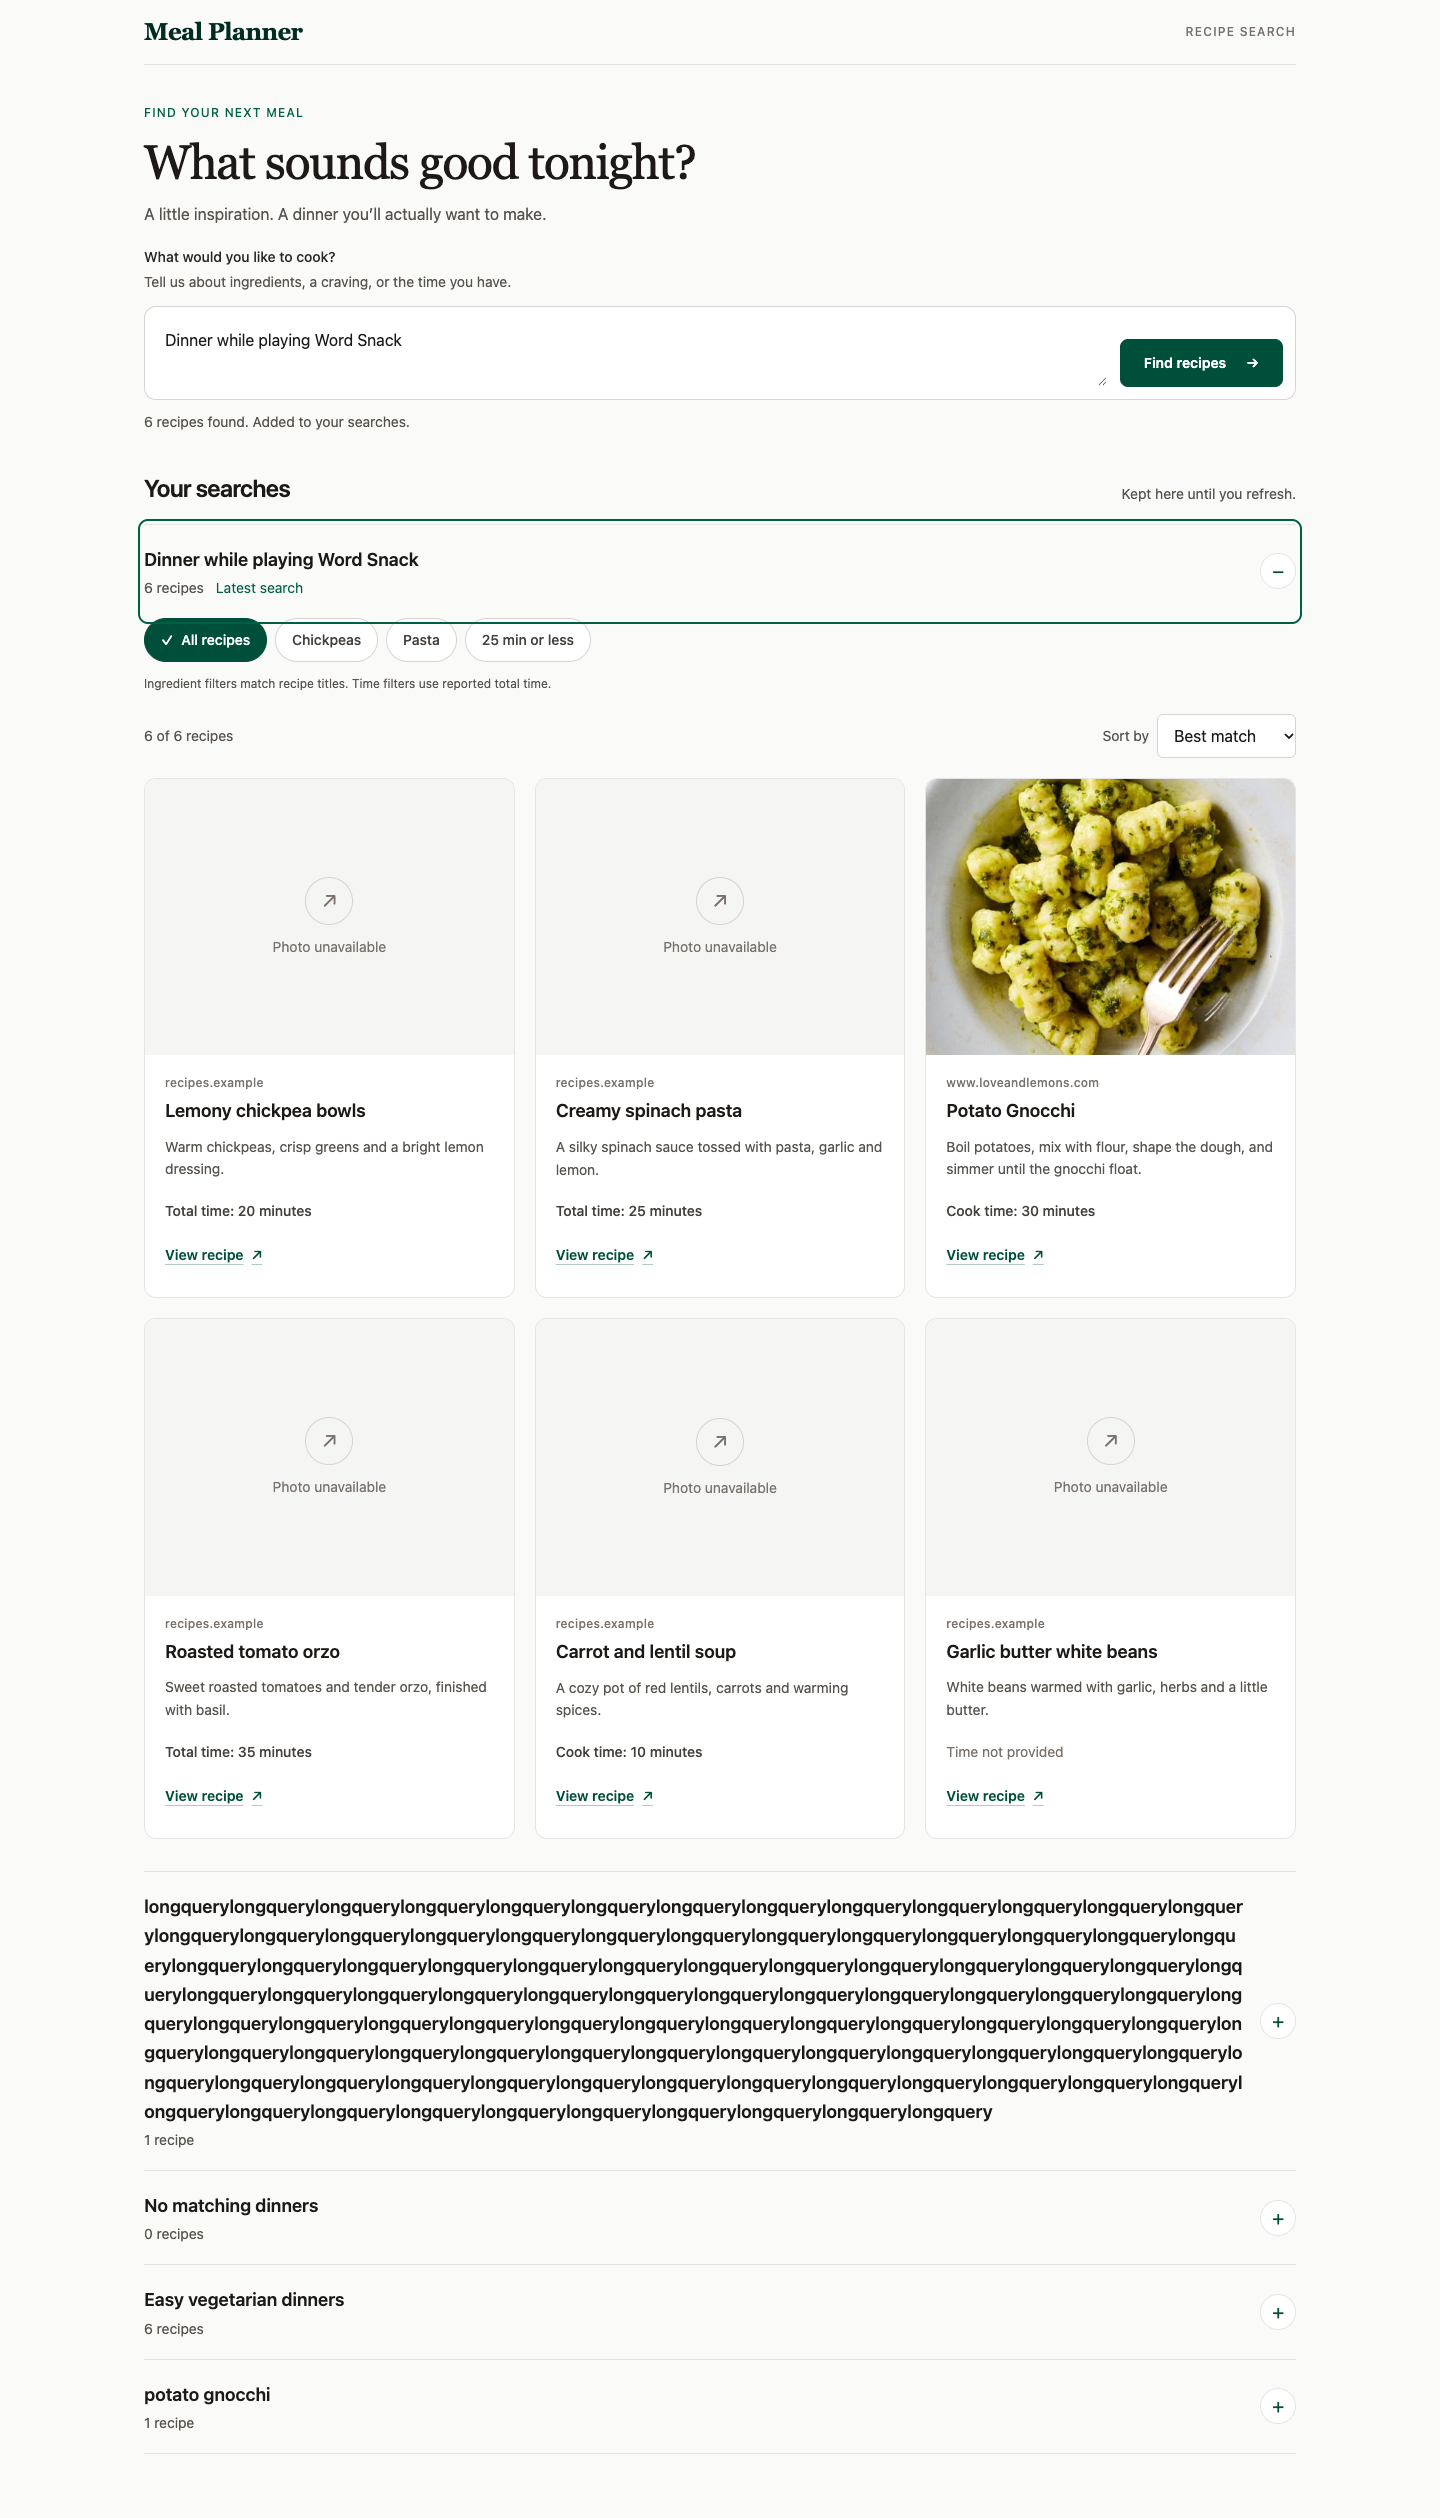 Meal Planner
RECIPE SEARCH
FIND YOUR NEXT MEAL
What sounds good tonight?
A little inspiration. A dinner you’ll actually want to make.
What would you like to cook?
Tell us about ingredients, a craving, or the time you have.
Dinner while playing Word Snack
Find recipes →
6 recipes found. Added to your searches.
Your searches
Kept here until you refresh.
Dinner while playing Word Snack
6 recipes Latest search
✓ All recipes Chickpeas Pasta 25 min or less
Ingredient filters match recipe titles. Time filters use reported total time.
6 of 6 recipes
Sort by Best match
Photo unavailable
recipes.example
Lemony chickpea bowls
Warm chickpeas, crisp greens and a bright lemon
dressing.
Total time: 20 minutes
View recipe ↗
Photo unavailable
recipes.example
Creamy spinach pasta
A silky spinach sauce tossed with pasta, garlic and
lemon.
Total time: 25 minutes
View recipe ↗
www.loveandlemons.com
Potato Gnocchi
Boil potatoes, mix with flour, shape the dough, and
simmer until the gnocchi float.
Cook time: 30 minutes
View recipe ↗
Photo unavailable
recipes.example
Roasted tomato orzo
Sweet roasted tomatoes and tender orzo, finished
with basil.
Total time: 35 minutes
View recipe ↗
Photo unavailable
recipes.example
Carrot and lentil soup
A cozy pot of red lentils, carrots and warming
spices.
Cook time: 10 minutes
View recipe ↗
Photo unavailable
recipes.example
Garlic butter white beans
White beans warmed with garlic, herbs and a little
butter.
Time not provided
View recipe ↗
longquerylongquerylongquerylongquerylongquerylongquerylongquerylongquerylongquerylongquerylongquerylongquerylongquer
ylongquerylongquerylongquerylongquerylongquerylongquerylongquerylongquerylongquerylongquerylongquerylongquerylongqu
erylongquerylongquerylongquerylongquerylongquerylongquerylongquerylongquerylongquerylongquerylongquerylongquerylongq
uerylongquerylongquerylongquerylongquerylongquerylongquerylongquerylongquerylongquerylongquerylongquerylongquerylong
querylongquerylongquerylongquerylongquerylongquerylongquerylongquerylongquerylongquerylongquerylongquerylongquerylon
gquerylongquerylongquerylongquerylongquerylongquerylongquerylongquerylongquerylongquerylongquerylongquerylongquerylo
ngquerylongquerylongquerylongquerylongquerylongquerylongquerylongquerylongquerylongquerylongquerylongquerylongqueryl
ongquerylongquerylongquerylongquerylongquerylongquerylongquerylongquerylongquerylongquery
1 recipe
No matching dinners
0 recipes
Easy vegetarian dinners
6 recipes
potato gnocchi
1 recipe